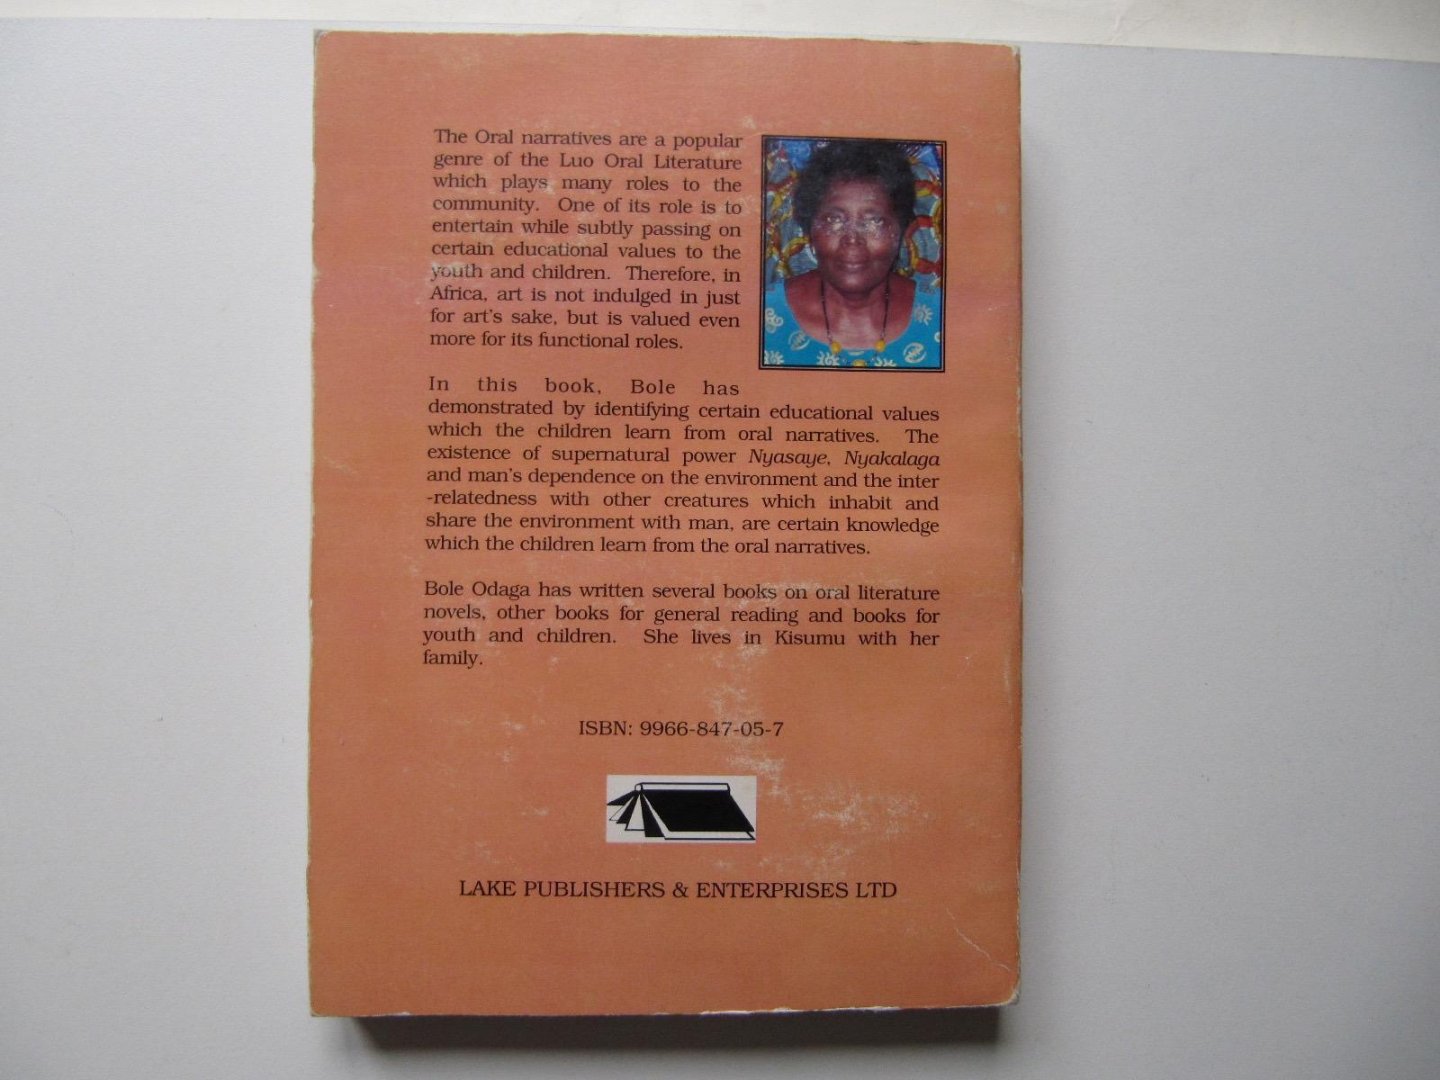 The Oral narratives are a popular
genre of the Luo Oral Literature
which plays many roles to the
community. One of its role is to
entertain while subtly passing on
certain educational values to the
youth and children. Therefore, in
Africa, art is not indulged in just
for art's sake, but is valued even
more for its functional roles.
In this book, Bole has
demonstrated by identifying certain educational values
which the children learn from oral narratives. The
existence of supernatural power Nyasaye, Nyakalaga
and man's dependence on the environment and the inter
-relatedness with other creatures which inhabit and
share the environment with man, are certain knowledge
which the children learn from the oral narratives.
Bole Odaga has written several books on oral literature
novels, other books for general reading and books for
youth and children. She lives in Kisumu with her
family.
ISBN: 9966-847-05-7
LAKE PUBLISHERS & ENTERPRISES LTD